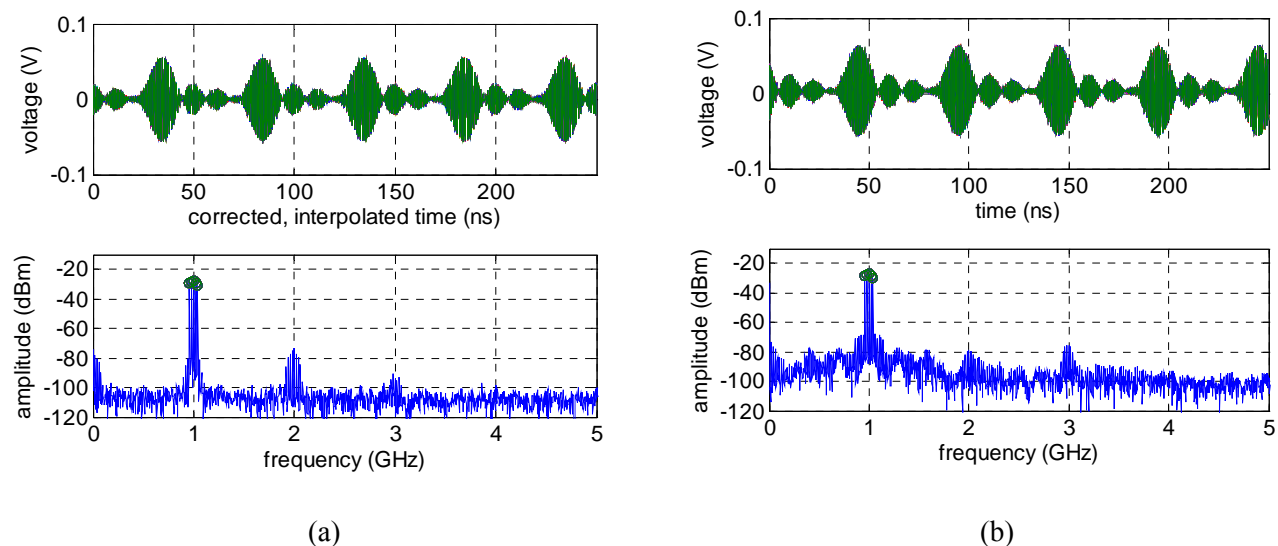 0.1
0
-0.1
voltage (V)
0 50 100 150 200
corrected, interpolated time (ns)
-20
-40
-60
-80
-100
-120
amplitude (dBm)
0 1 2 3 4 5
frequency (GHz)
(a)
0.1
0
-0.1
voltage (V)
0 50 100 150 200
time (ns)
-20
-40
-60
-80
-100
-120
amplitude (dBm)
0 1 2 3 4 5
frequency (GHz)
(b)